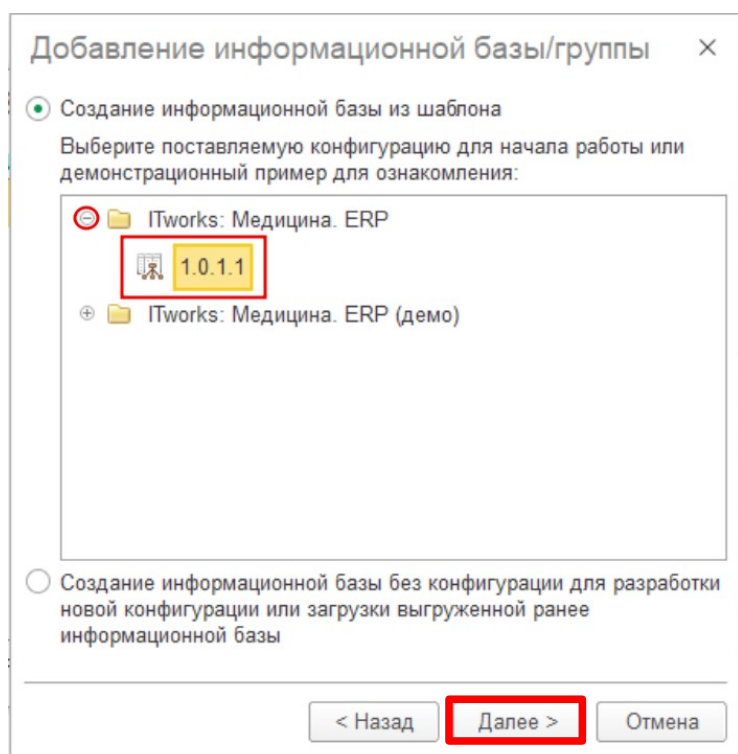 Добавление информационной базы/группы
Создание информационной базы из шаблона
Выберите поставляемую конфигурацию для начала работы или
демонстрационный пример для ознакомления:
ITworks: Медицина. ERP
1.0.1.1
ITworks: Медицина. ERP (демо)
Создание информационной базы без конфигурации для разработки
новой конфигурации или загрузки выгруженной ранее
информационной базы
< Назад Далее > Отмена